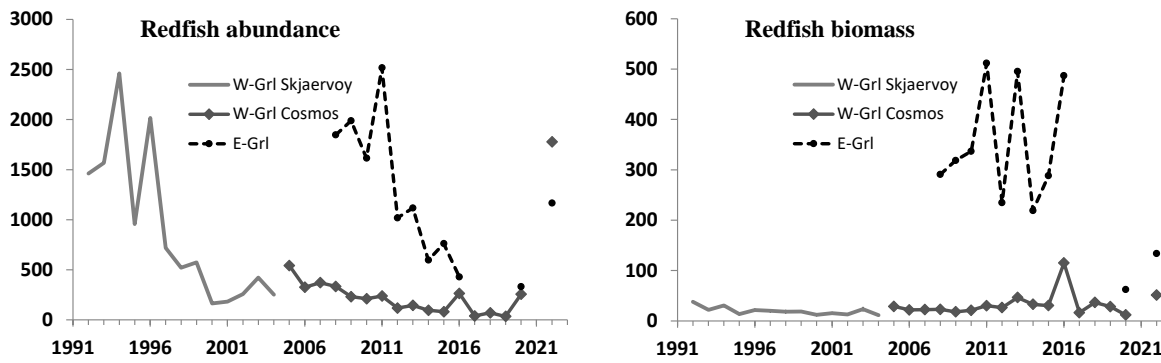 Redfish abundance
3000
2500
2000
1500
1000
500
0
W-Grl Skjaervoy
W-Grl Cosmos
E-Grl
1991 1996 2001 2006 2011 2016 2021
Redfish biomass
600
500
400
300
200
100
0
W-Grl Skjaervoy
W-Grl Cosmos
E-Grl
1991 1996 2001 2006 2011 2016 2021